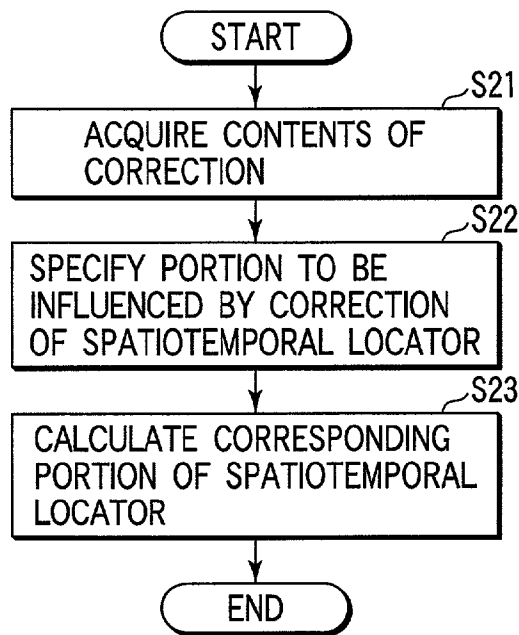 START
S21
ACQUIRE CONTENTS OF
CORRECTION
S22
SPECIFY PORTION TO BE
INFLUENCED BY CORRECTION
OF SPATIOTEMPORAL LOCATOR
S23
CALCULATE CORRESPONDING
PORTION OF SPATIOTEMPORAL
LOCATOR
END